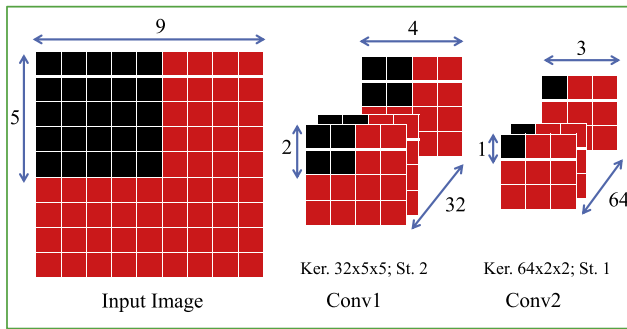 9
4
3
5
2
1
32
64
Ker. 32x5x5; St. 2
Ker. 64x2x2; St. 1
Input Image
Conv1
Conv2